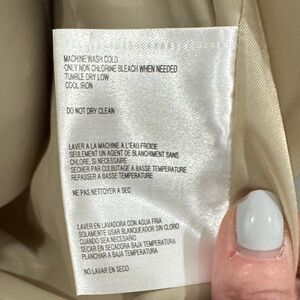 MACHINE WASH COLD
ONLY NON CHLORINE BLEACH WHEN NEEDED
TUMBLE DRY LOW
COOL IRON
DO NOT DRY CLEAN
LAVER A LA MACHINE A L'EAU FROIDE
SEULEMENT UN AGENT DE BLANCHIMENT SANS
CHLORE, SI NECESSAIRE
SECHER PAR CULBUTAGE A BASSE TEMPERATURE
REPASSER A BASSE TEMPERATURE
NE PAS NETTOYER A SEC
LAVAR EN LAVADORA CON AGUA FRIA
SOLAMENTE USAR BLANQUEADOR SIN CLORO
CUANDO SEA NECESARIO
SECAR EN SECADORA BAJA TEMPERATURA
PLANCHAR A BAJA TEMPERATURA
NO LAVAR EN SECO